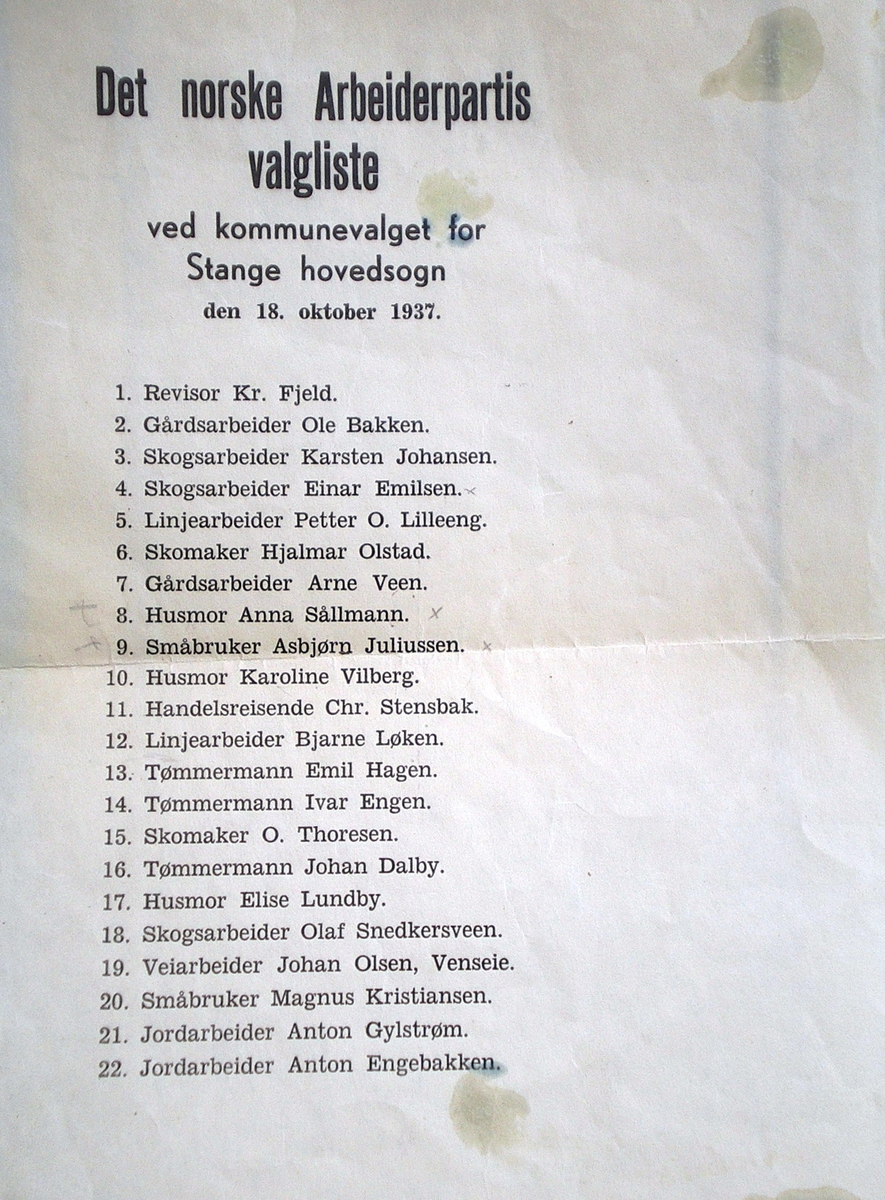 Det norske Arbeiderpartis
valgliste
ved kommunevalget for
Stange hovedsogn
den 18. oktober 1937.
1. Revisor Kr. Fjeld.
2. Gårdsarbeider Ole Bakken.
3. Skogsarbeider Karsten Johansen.
4. Skogsarbeider Einar Emilsen. x
5. Linjearbeider Petter O. Lilleeng.
6. Skomaker Hjalmar Olstad.
7. Gårdsarbeider Arne Veen.
8. Husmor Anna Sållmann. x
9. Småbruker Asbjørn Juliussen. x
10. Husmor Karoline Vilberg.
11. Handelsreisende Chr. Stensbak.
12. Linjearbeider Bjarne Løken.
13. Tømmermann Emil Hagen.
14. Tømmermann Ivar Engen.
15. Skomaker O. Thoresen.
16. Tømmermann Johan Dalby.
17. Husmor Elise Lundby.
18. Skogsarbeider Olaf Snedkersveen.
19. Veiarbeider Johan Olsen, Venseie.
20. Småbruker Magnus Kristiansen.
21. Jordarbeider Anton Gylstrøm.
22. Jordarbeider Anton Engebakken.